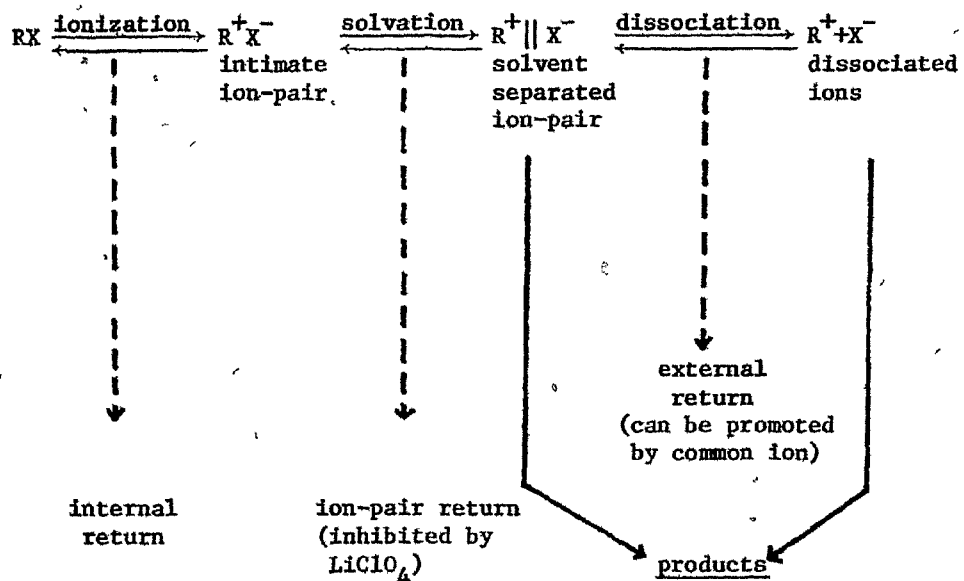 ionization solvation dissociation
RX R⁺X⁻ R⁺||X⁻ R⁺+X⁻
intimate solvent dissociated
ion-pair separated ions
ion-pair
external
return
(can be promoted
by common ion)
internal ion-pair return
return (inhibited by
LiClO₄)
products